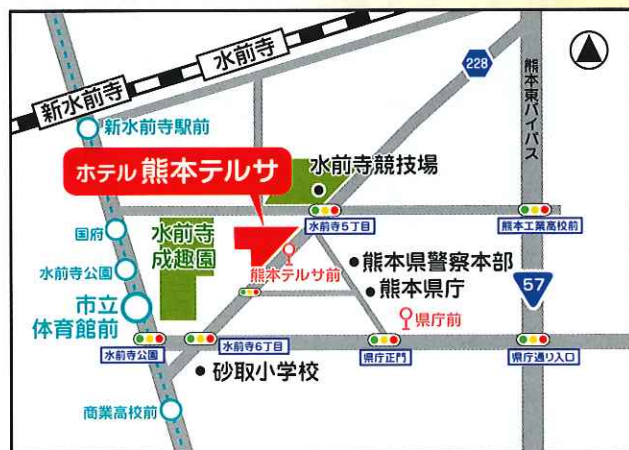 水前寺
新水前寺
228
熊本東バイパス
新水前寺駅前
ホテル 熊本テルサ
水前寺競技場
国府
水前寺
成趣園
水前寺5丁目
熊本工業高校前
水前寺公園
熊本テルサ前
熊本県警察本部
熊本県庁
57
市立
体育館前
県庁前
水前寺公園
水前寺6丁目
県庁正門
県庁通り入口
砂取小学校
商業高校前